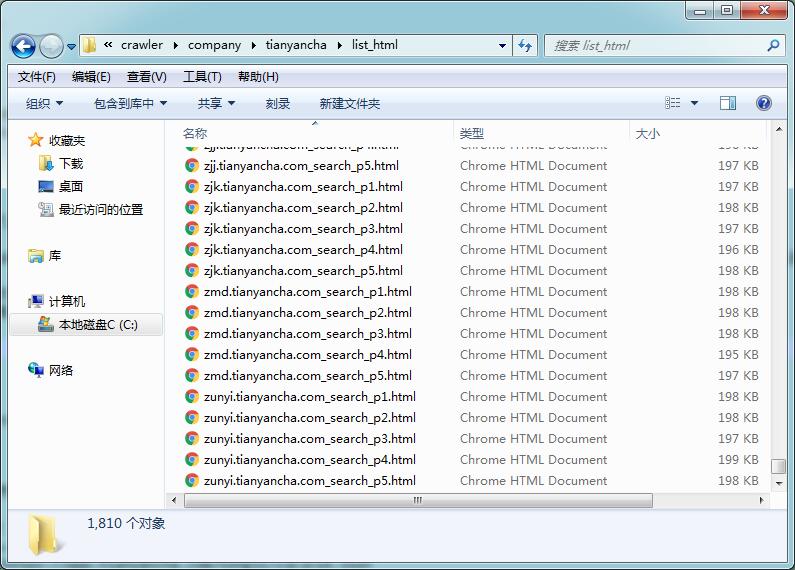 « crawler ▸ company ▸ tianyancha ▸ list_html
搜索 list_html
文件(F) 编辑(E) 查看(V) 工具(T) 帮助(H)
组织 包含到库中 共享 刻录 新建文件夹
收藏夹
下载
桌面
最近访问的位置
库
计算机
本地磁盘C (C:)
网络
名称 类型 大小
zjj.tianyancha.com_search_p5.html Chrome HTML Document 197 KB
zjk.tianyancha.com_search_p1.html Chrome HTML Document 197 KB
zjk.tianyancha.com_search_p2.html Chrome HTML Document 198 KB
zjk.tianyancha.com_search_p3.html Chrome HTML Document 197 KB
zjk.tianyancha.com_search_p4.html Chrome HTML Document 196 KB
zjk.tianyancha.com_search_p5.html Chrome HTML Document 198 KB
zmd.tianyancha.com_search_p1.html Chrome HTML Document 198 KB
zmd.tianyancha.com_search_p2.html Chrome HTML Document 198 KB
zmd.tianyancha.com_search_p3.html Chrome HTML Document 198 KB
zmd.tianyancha.com_search_p4.html Chrome HTML Document 195 KB
zmd.tianyancha.com_search_p5.html Chrome HTML Document 197 KB
zunyi.tianyancha.com_search_p1.html Chrome HTML Document 198 KB
zunyi.tianyancha.com_search_p2.html Chrome HTML Document 198 KB
zunyi.tianyancha.com_search_p3.html Chrome HTML Document 197 KB
zunyi.tianyancha.com_search_p4.html Chrome HTML Document 199 KB
zunyi.tianyancha.com_search_p5.html Chrome HTML Document 198 KB
1,810 个对象